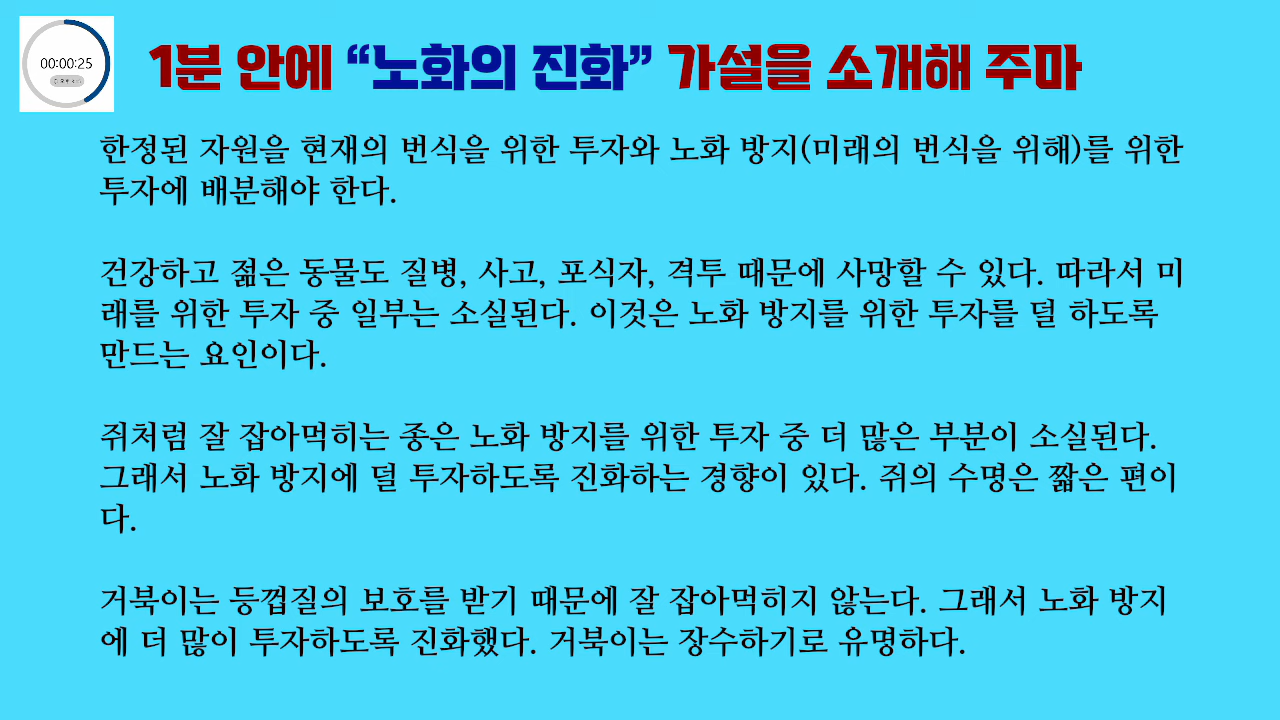 00:00:25
1분 안에 “노화의 진화” 가설을 소개해 주마
한정된 자원을 현재의 번식을 위한 투자와 노화 방지(미래의 번식을 위해)를 위한
투자에 배분해야 한다.
건강하고 젊은 동물도 질병, 사고, 포식자, 격투 때문에 사망할 수 있다. 따라서 미
래를 위한 투자 중 일부는 소실된다. 이것은 노화 방지를 위한 투자를 덜 하도록
만드는 요인이다.
쥐처럼 잘 잡아먹히는 종은 노화 방지를 위한 투자 중 더 많은 부분이 소실된다.
그래서 노화 방지에 덜 투자하도록 진화하는 경향이 있다. 쥐의 수명은 짧은 편이
다.
거북이는 등껍질의 보호를 받기 때문에 잘 잡아먹히지 않는다. 그래서 노화 방지
에 더 많이 투자하도록 진화했다. 거북이는 장수하기로 유명하다.